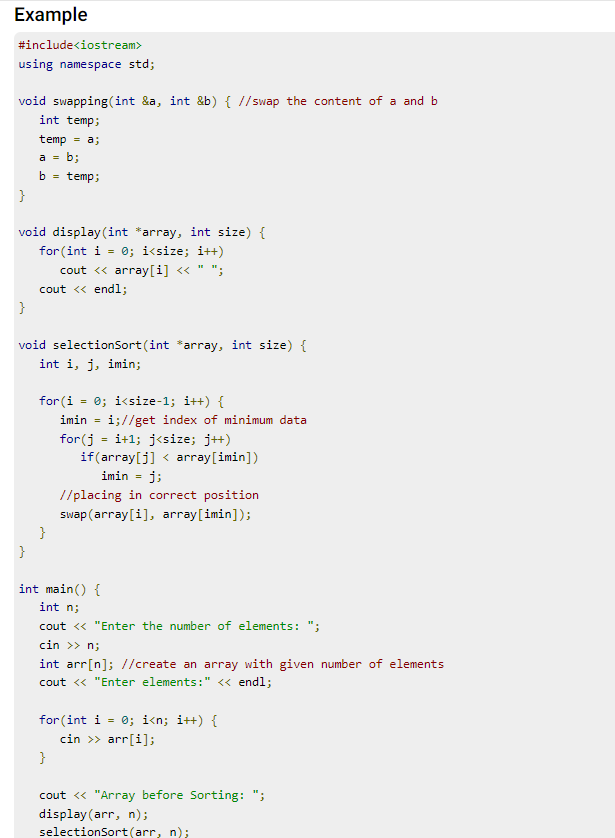 Example
#include<iostream>
using namespace std;
void swapping(int &a, int &b) { //swap the content of a and b
int temp;
temp = a;
a = b;
b = temp;
}
void display(int *array, int size) {
for(int i = 0; i<size; i++)
cout << array[i] << " ";
cout << endl;
}
void selectionSort(int *array, int size) {
int i, j, imin;
for(i = 0; i<size-1; i++) {
imin = i;//get index of minimum data
for(j = i+1; j<size; j++)
if(array[j] < array[imin])
imin = j;
//placing in correct position
swap(array[i], array[imin]);
}
}
int main() {
int n;
cout << "Enter the number of elements: ";
cin >> n;
int arr[n]; //create an array with given number of elements
cout << "Enter elements:" << endl;
for(int i = 0; i<n; i++) {
cin >> arr[i];
}
cout << "Array before Sorting: ";
display(arr, n);
selectionSort(arr, n);